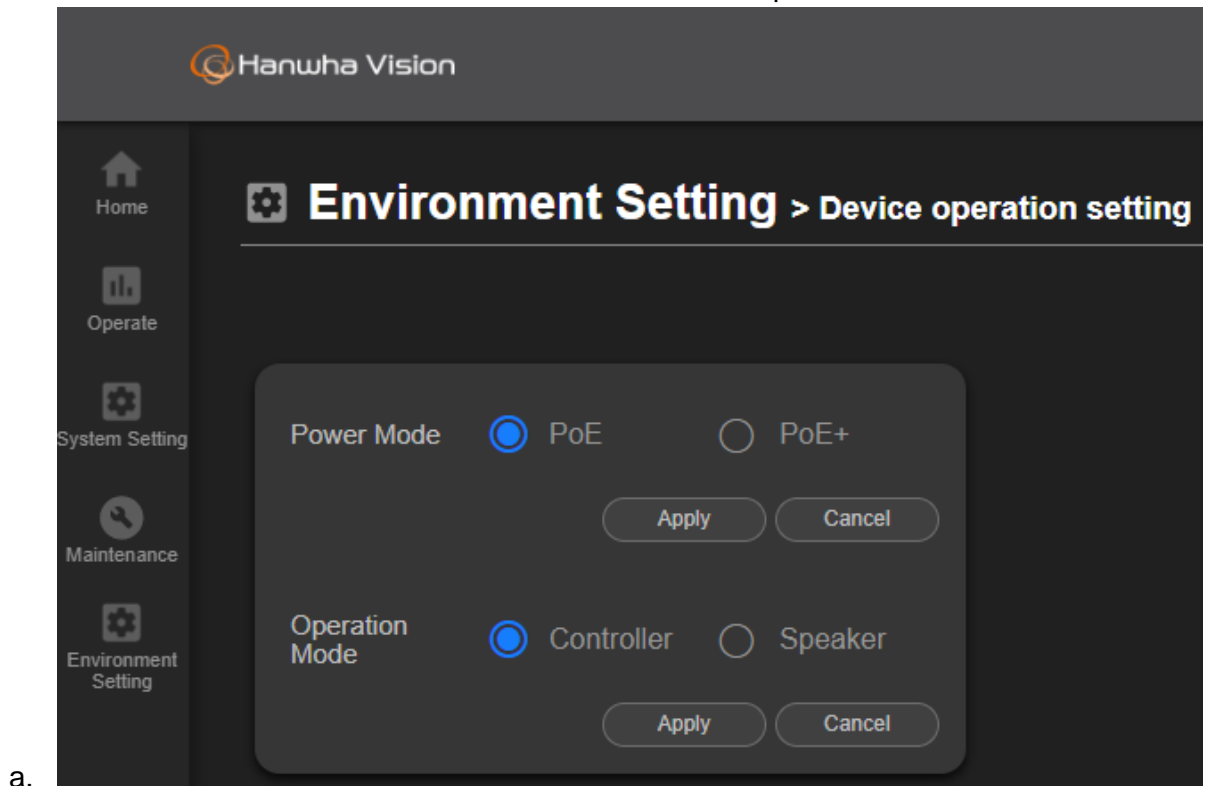 Hanwha Vision
Home
Environment Setting > Device operation setting
Operate
System Setting
Power Mode PoE PoE+
Apply Cancel
Maintenance
Operation Mode Controller Speaker
Environment Setting
Apply Cancel
a.